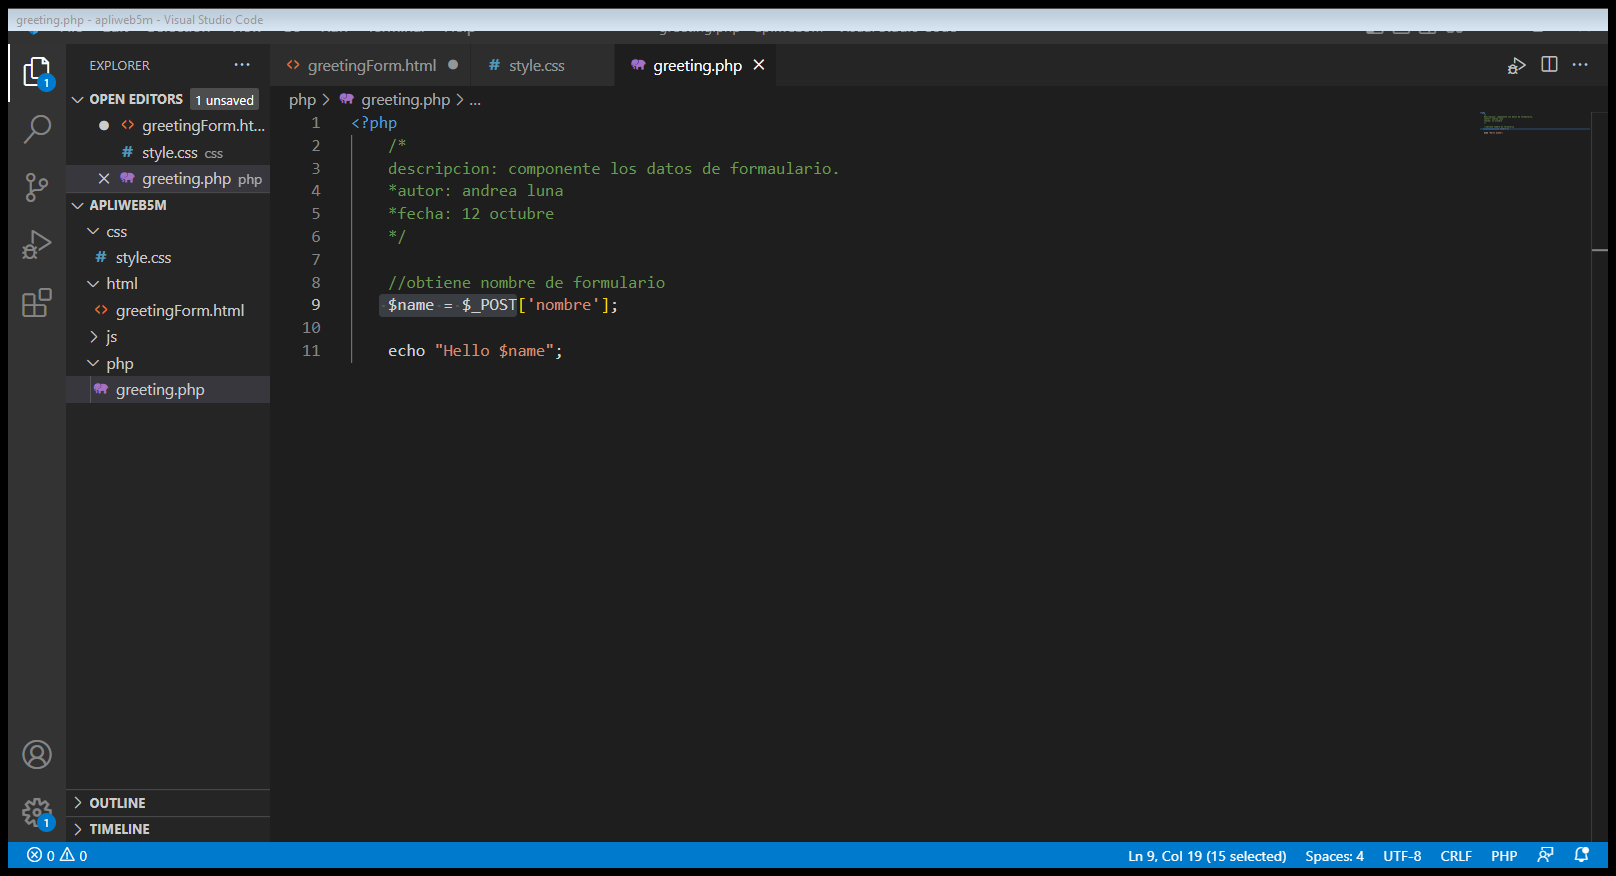 greeting.php - apliweb5m - Visual Studio Code
EXPLORER
greetingForm.html
style.css
greeting.php
OPEN EDITORS 1 unsaved
php > greeting.php > ...
greetingForm.ht...
style.css css
greeting.php php
APLIWEB5M
css
style.css
html
greetingForm.html
js
php
greeting.php
1 <?php
2 /*
3 descripcion: componente los datos de formaulario.
4 *autor: andrea luna
5 *fecha: 12 octubre
6 */
7
8 //obtiene nombre de formulario
9 $name = $_POST['nombre'];
10
11 echo "Hello $name";
OUTLINE
TIMELINE
1
1
0 0
Ln 9, Col 19 (15 selected) Spaces: 4 UTF-8 CRLF PHP